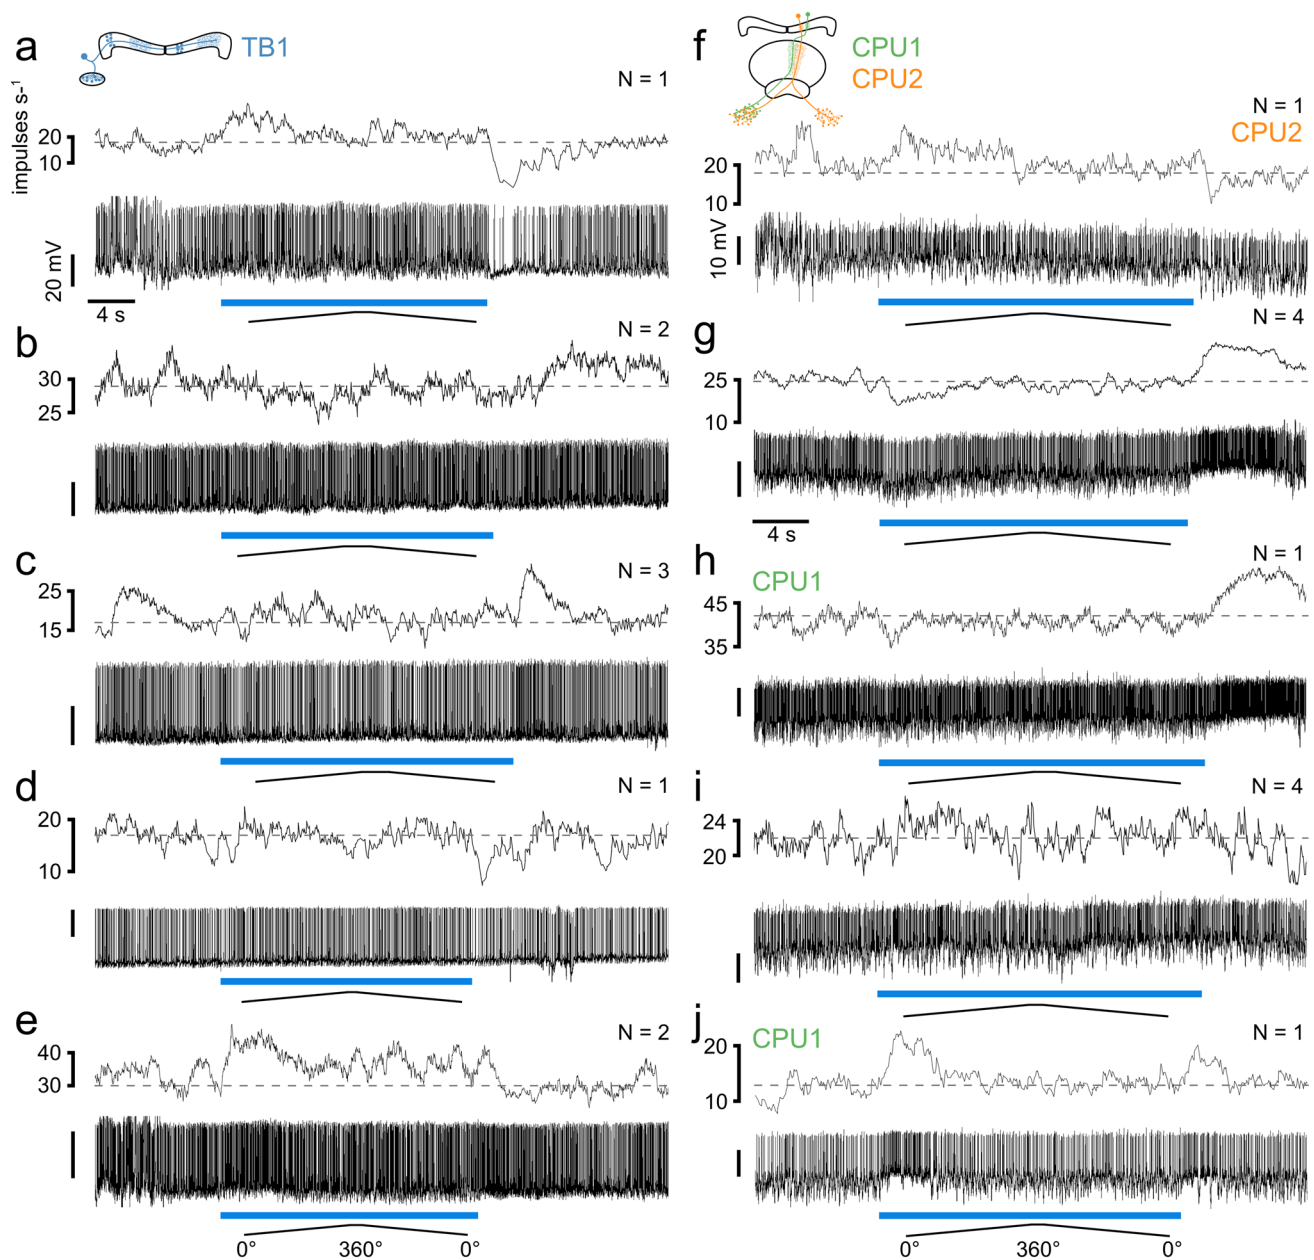 a
TB1
N = 1
impulses s-1
20
10
20 mV
4 s
b
N = 2
30
25
c
N = 3
25
15
d
N = 1
20
10
e
N = 2
40
30
0° 360° 0°
f
CPU1
CPU2
N = 1
CPU2
20
10
10 mV
g
N = 4
25
10
4 s
h
N = 1
CPU1
45
35
i
N = 4
24
20
j
CPU1
N = 1
20
10
0° 360° 0°